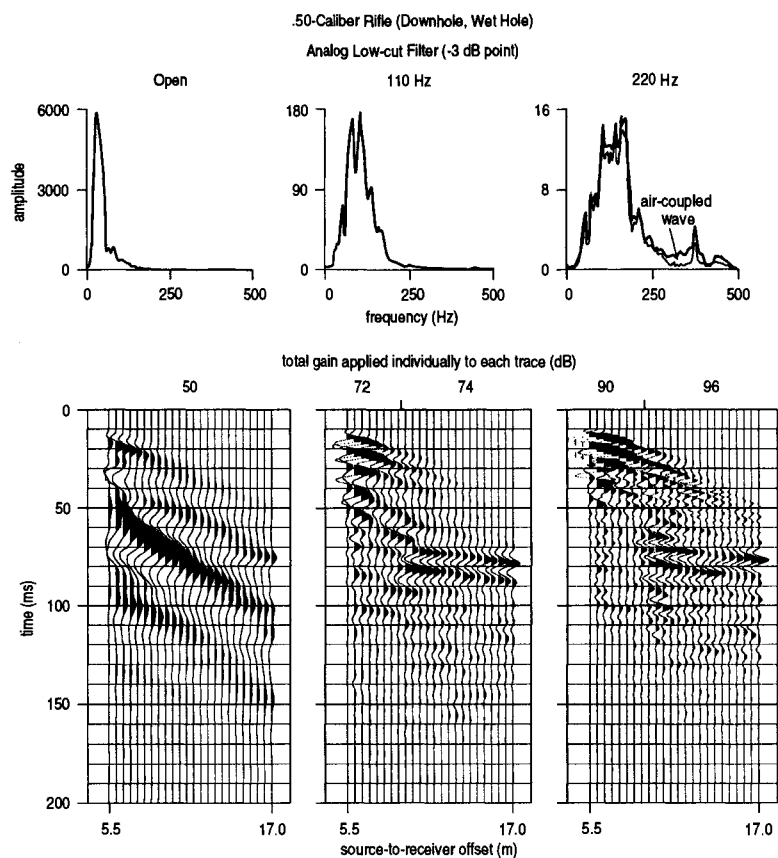 .50-Caliber Rifle (Downhole, Wet Hole)
Analog Low-cut Filter (-3 dB point)
Open 110 Hz 220 Hz
6000 180 16
amplitude
3000 90 8
air-coupled
wave
0 0 0
0 250 500 0 250 500 0 250 500
frequency (Hz)
total gain applied individually to each trace (dB)
50 72 74 90 96
0
50
time (ms)
100
150
200
5.5 17.0 5.5 17.0 5.5 17.0
source-to-receiver offset (m)